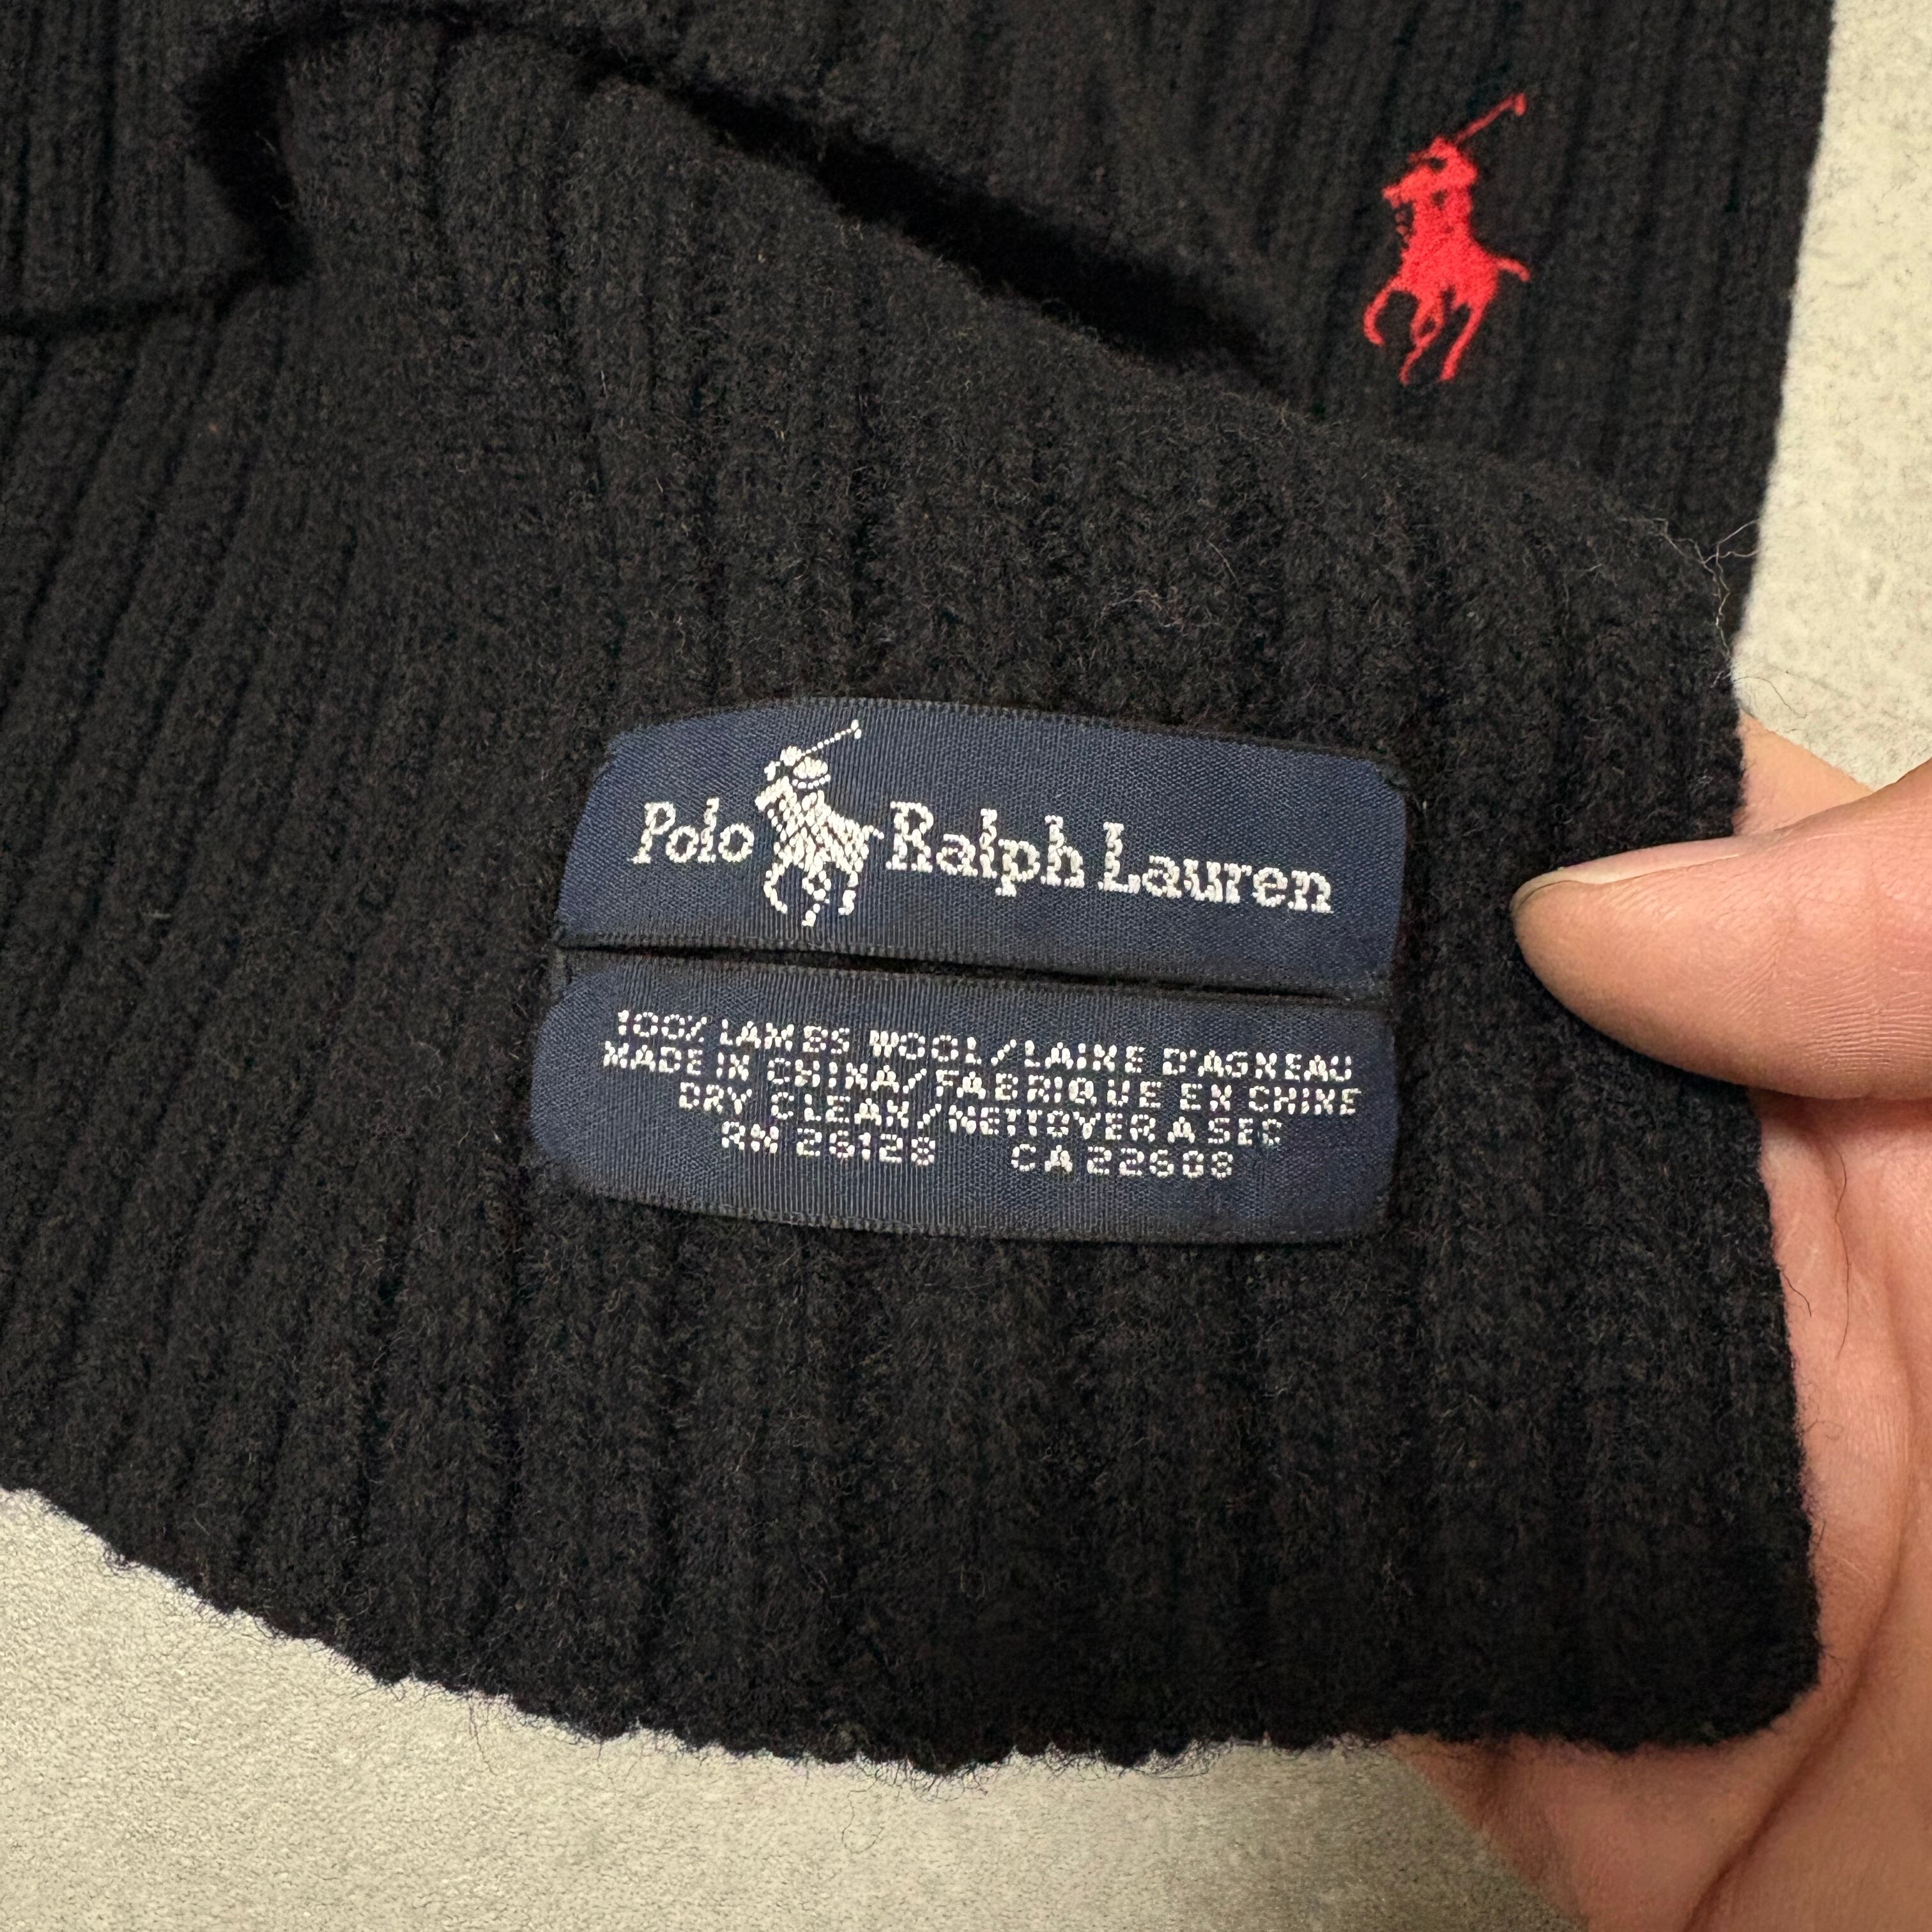 Polo Ralph Lauren
100% LAMBS WOOL/LAINE D'AGNEAU
MADE IN CHINA/FABRIQUE EN CHINE
DRY CLEAN/NETTOYER A SEC
RN 26128 CA 22608